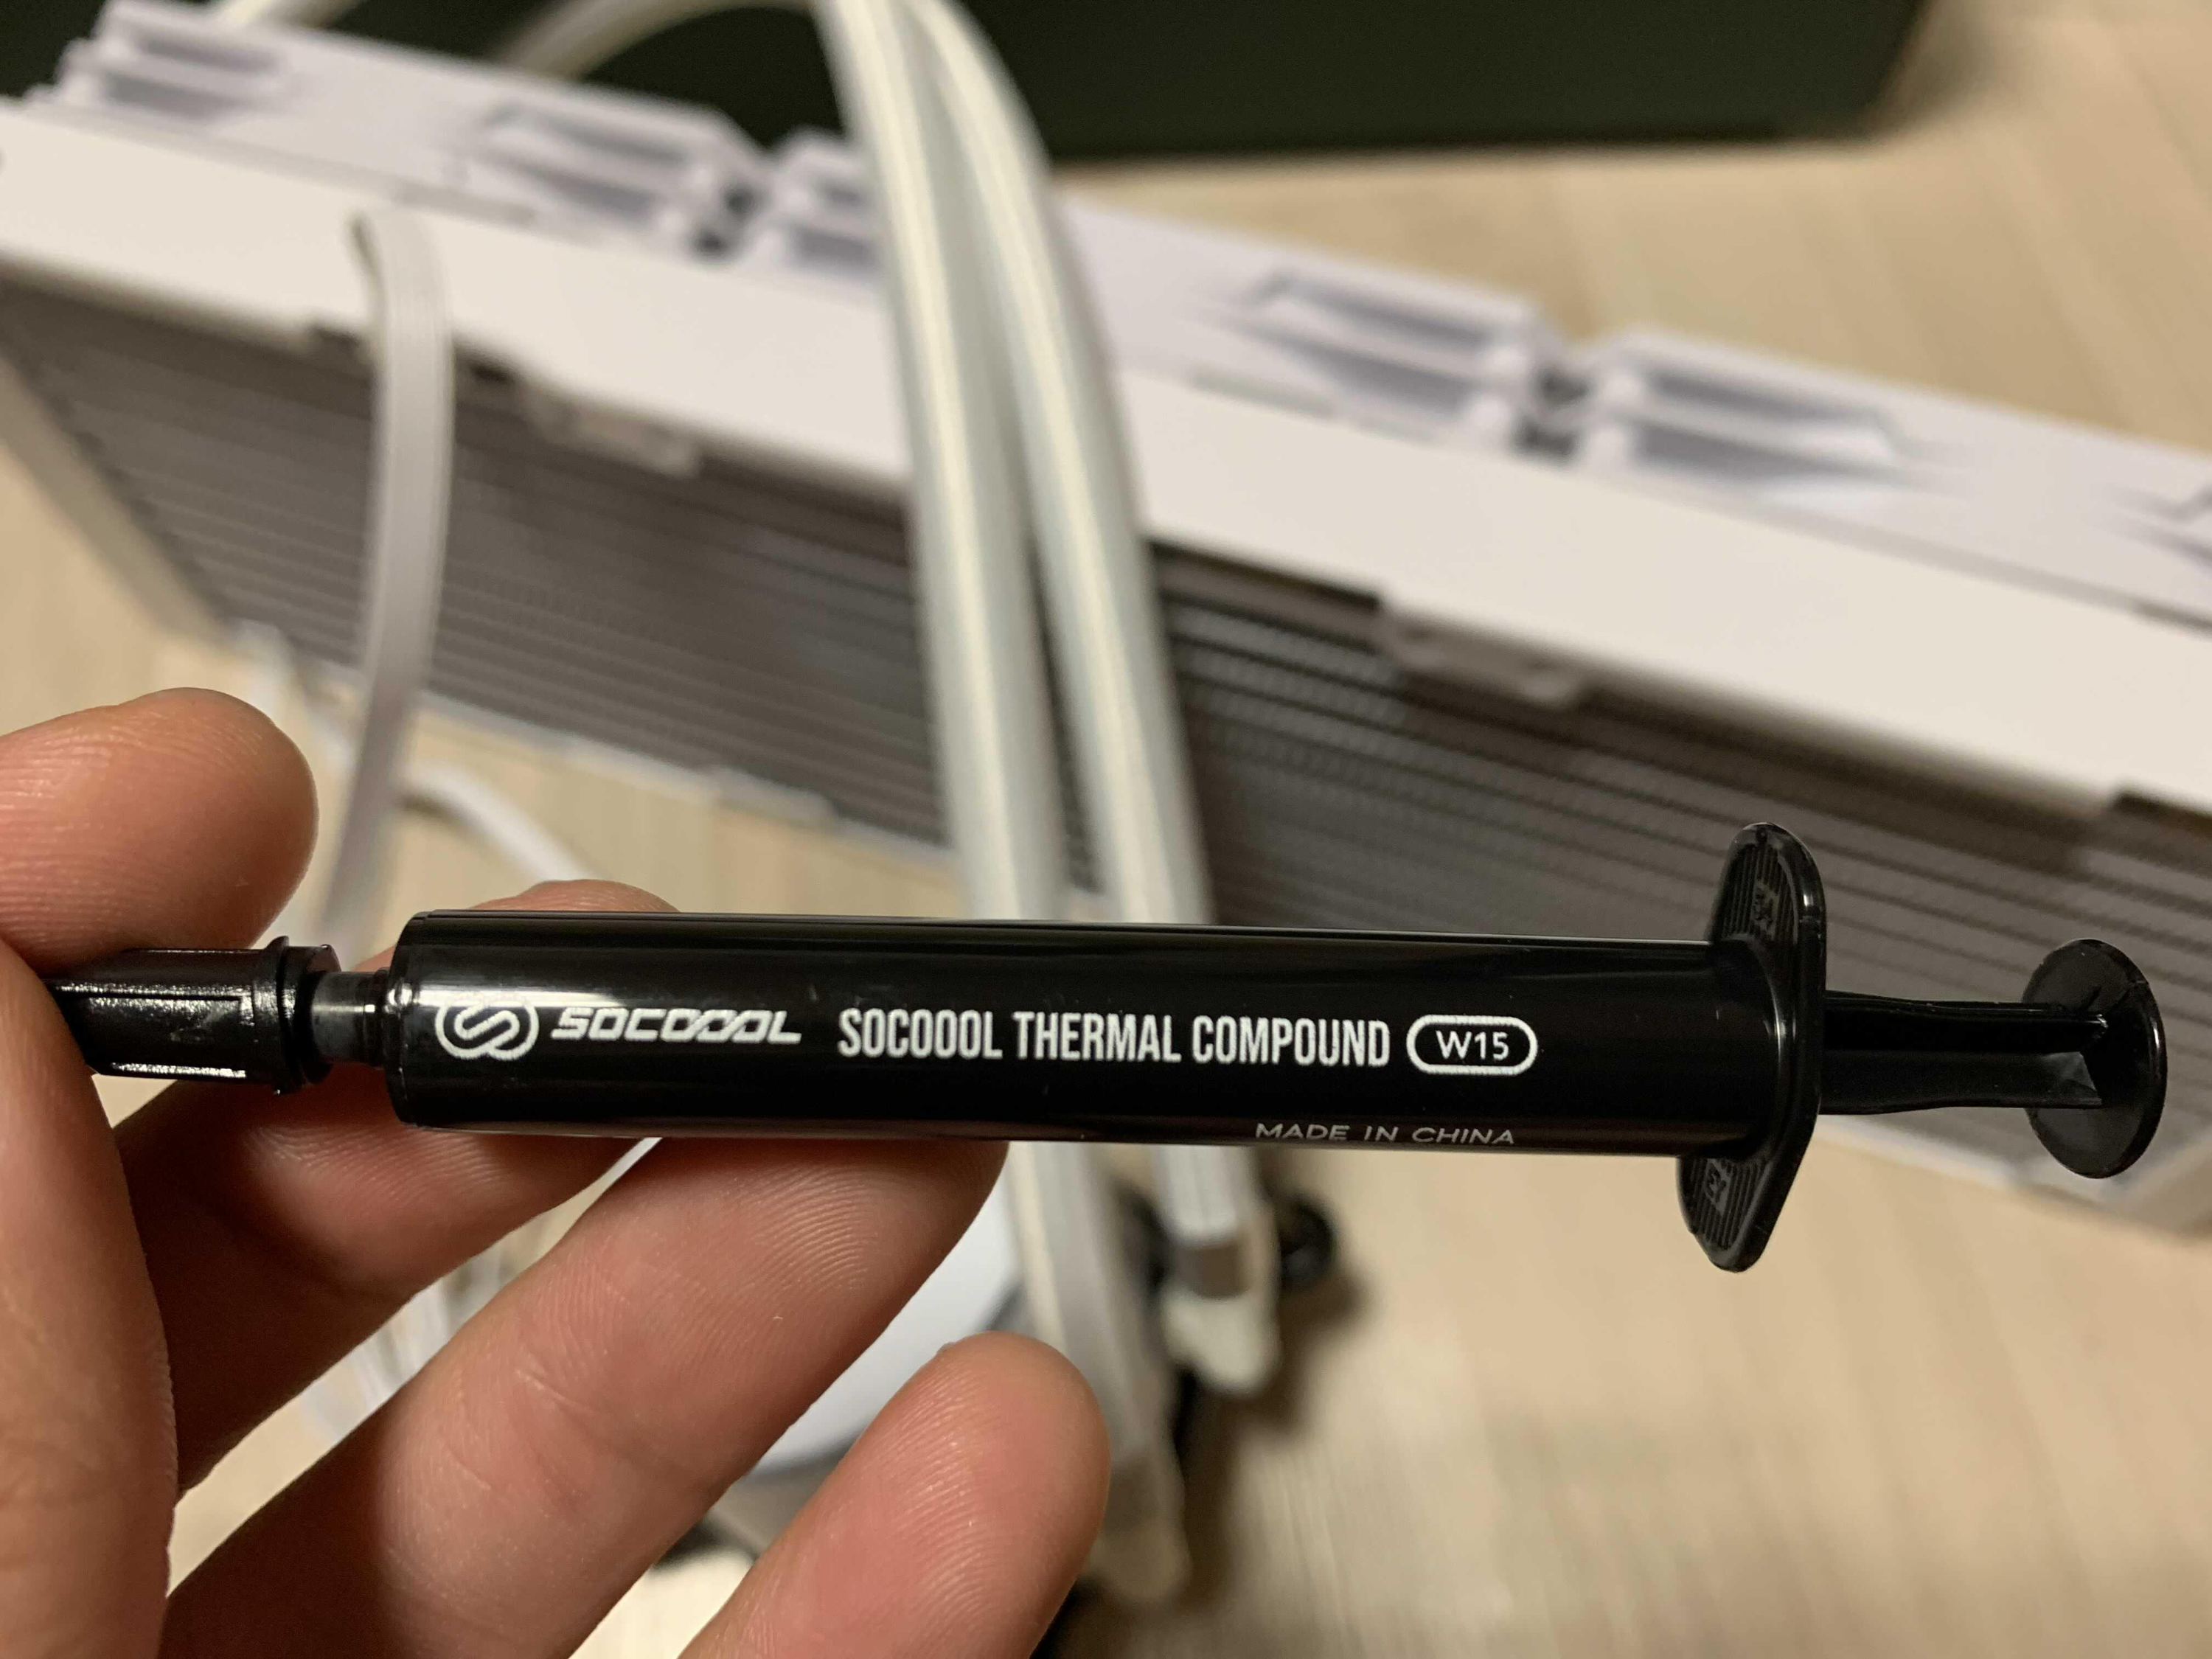 SOCOOOL SOCOOOL THERMAL COMPOUND W15
MADE IN CHINA